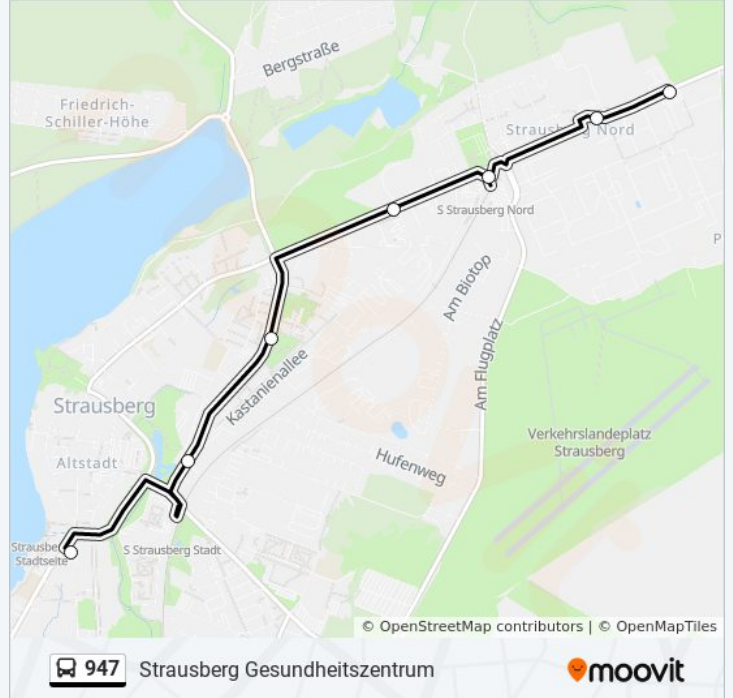 Bergstraße
Friedrich-
Schiller-Höhe
Strausberg Nord
S Strausberg Nord
P
Am Biotop
Am Flugplatz
Kastanienallee
Strausberg
Altstadt
Verkehrslandeplatz
Strausberg
Hufenweg
Strausbe
Stadtseite
S Strausberg Stadt
© OpenStreetMap contributors | © OpenMapTiles
947 Strausberg Gesundheitszentrum
moovit